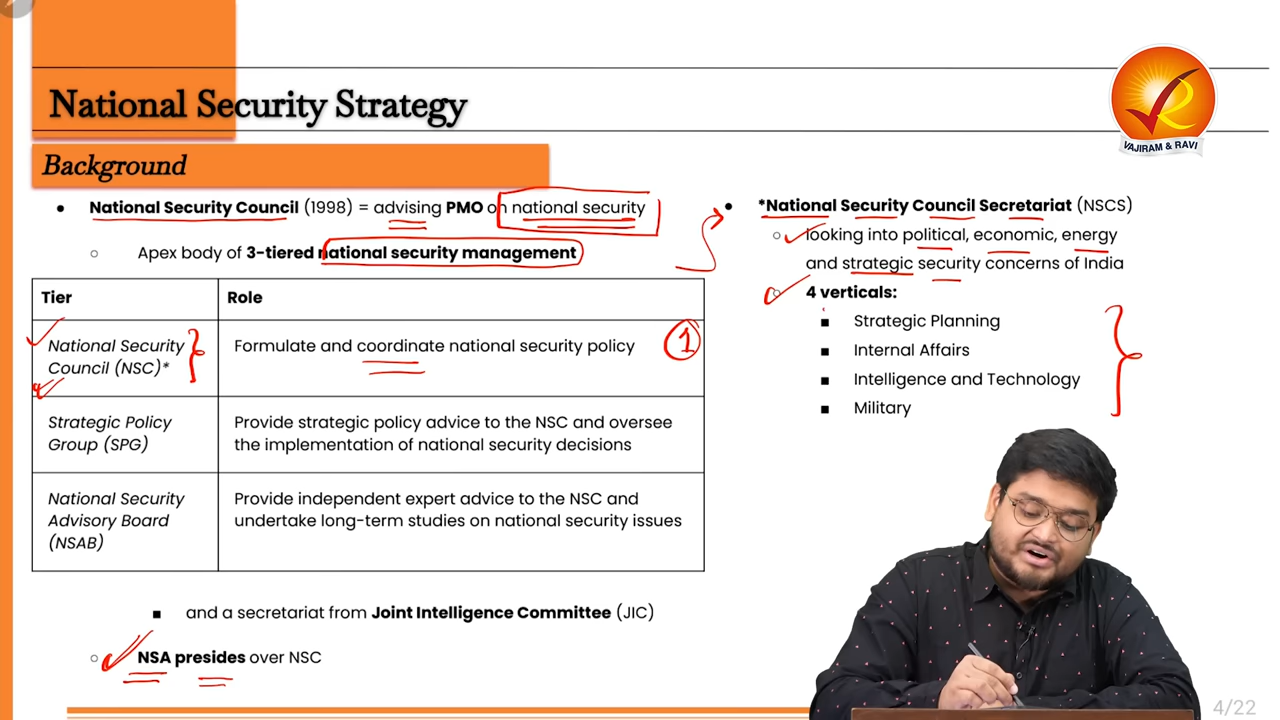 National Security Strategy
VAJIRAM & RAVI
Background
● National Security Council (1998) = advising PMO on national security
○ Apex body of 3-tiered national security management
Tier Role
National Security Formulate and coordinate national security policy 1
Council (NSC)*
Strategic Policy Provide strategic policy advice to the NSC and oversee
Group (SPG) the implementation of national security decisions
National Security Provide independent expert advice to the NSC and
Advisory Board undertake long-term studies on national security issues
(NSAB)
■ and a secretariat from Joint Intelligence Committee (JIC)
○ NSA presides over NSC
● *National Security Council Secretariat (NSCS)
○ looking into political, economic, energy
and strategic security concerns of India
○ 4 verticals:
■ Strategic Planning
■ Internal Affairs
■ Intelligence and Technology
■ Military
4/22